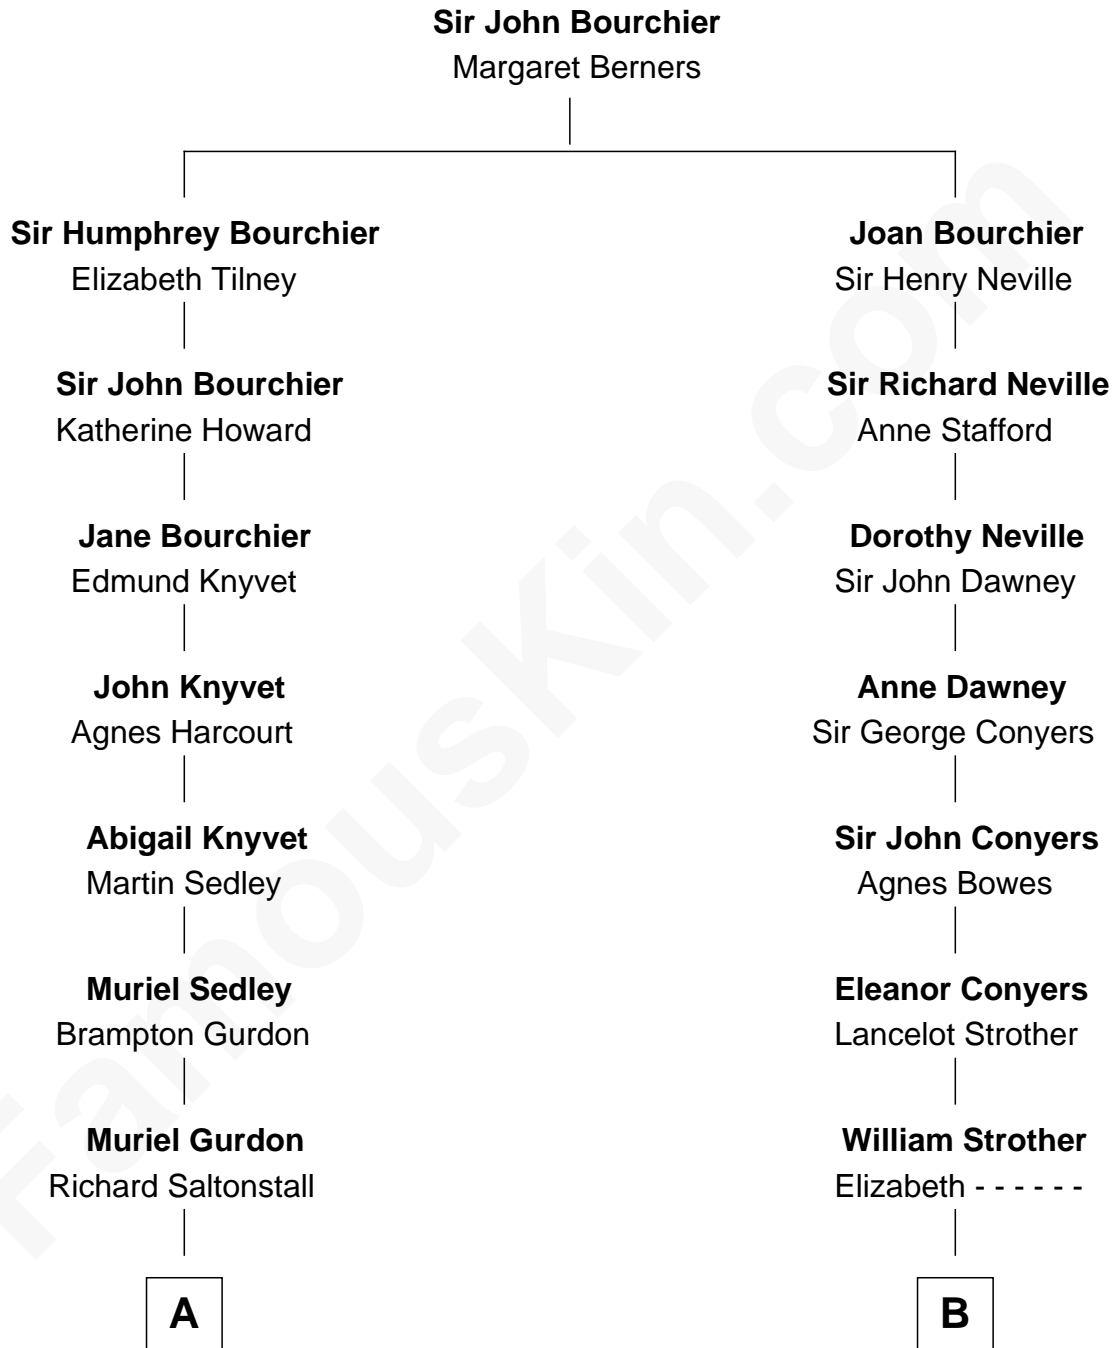 Sir John Bourchier
Margaret Berners
Sir Humphrey Bourchier
Elizabeth Tilney
Sir John Bourchier
Katherine Howard
Jane Bourchier
Edmund Knyvet
John Knyvet
Agnes Harcourt
Abigail Knyvet
Martin Sedley
Muriel Sedley
Brampton Gurdon
Muriel Gurdon
Richard Saltonstall
A
Joan Bourchier
Sir Henry Neville
Sir Richard Neville
Anne Stafford
Dorothy Neville
Sir John Dawney
Anne Dawney
Sir George Conyers
Sir John Conyers
Agnes Bowes
Eleanor Conyers
Lancelot Strother
William Strother
Elizabeth - - - - - -
B
FamousKin.com